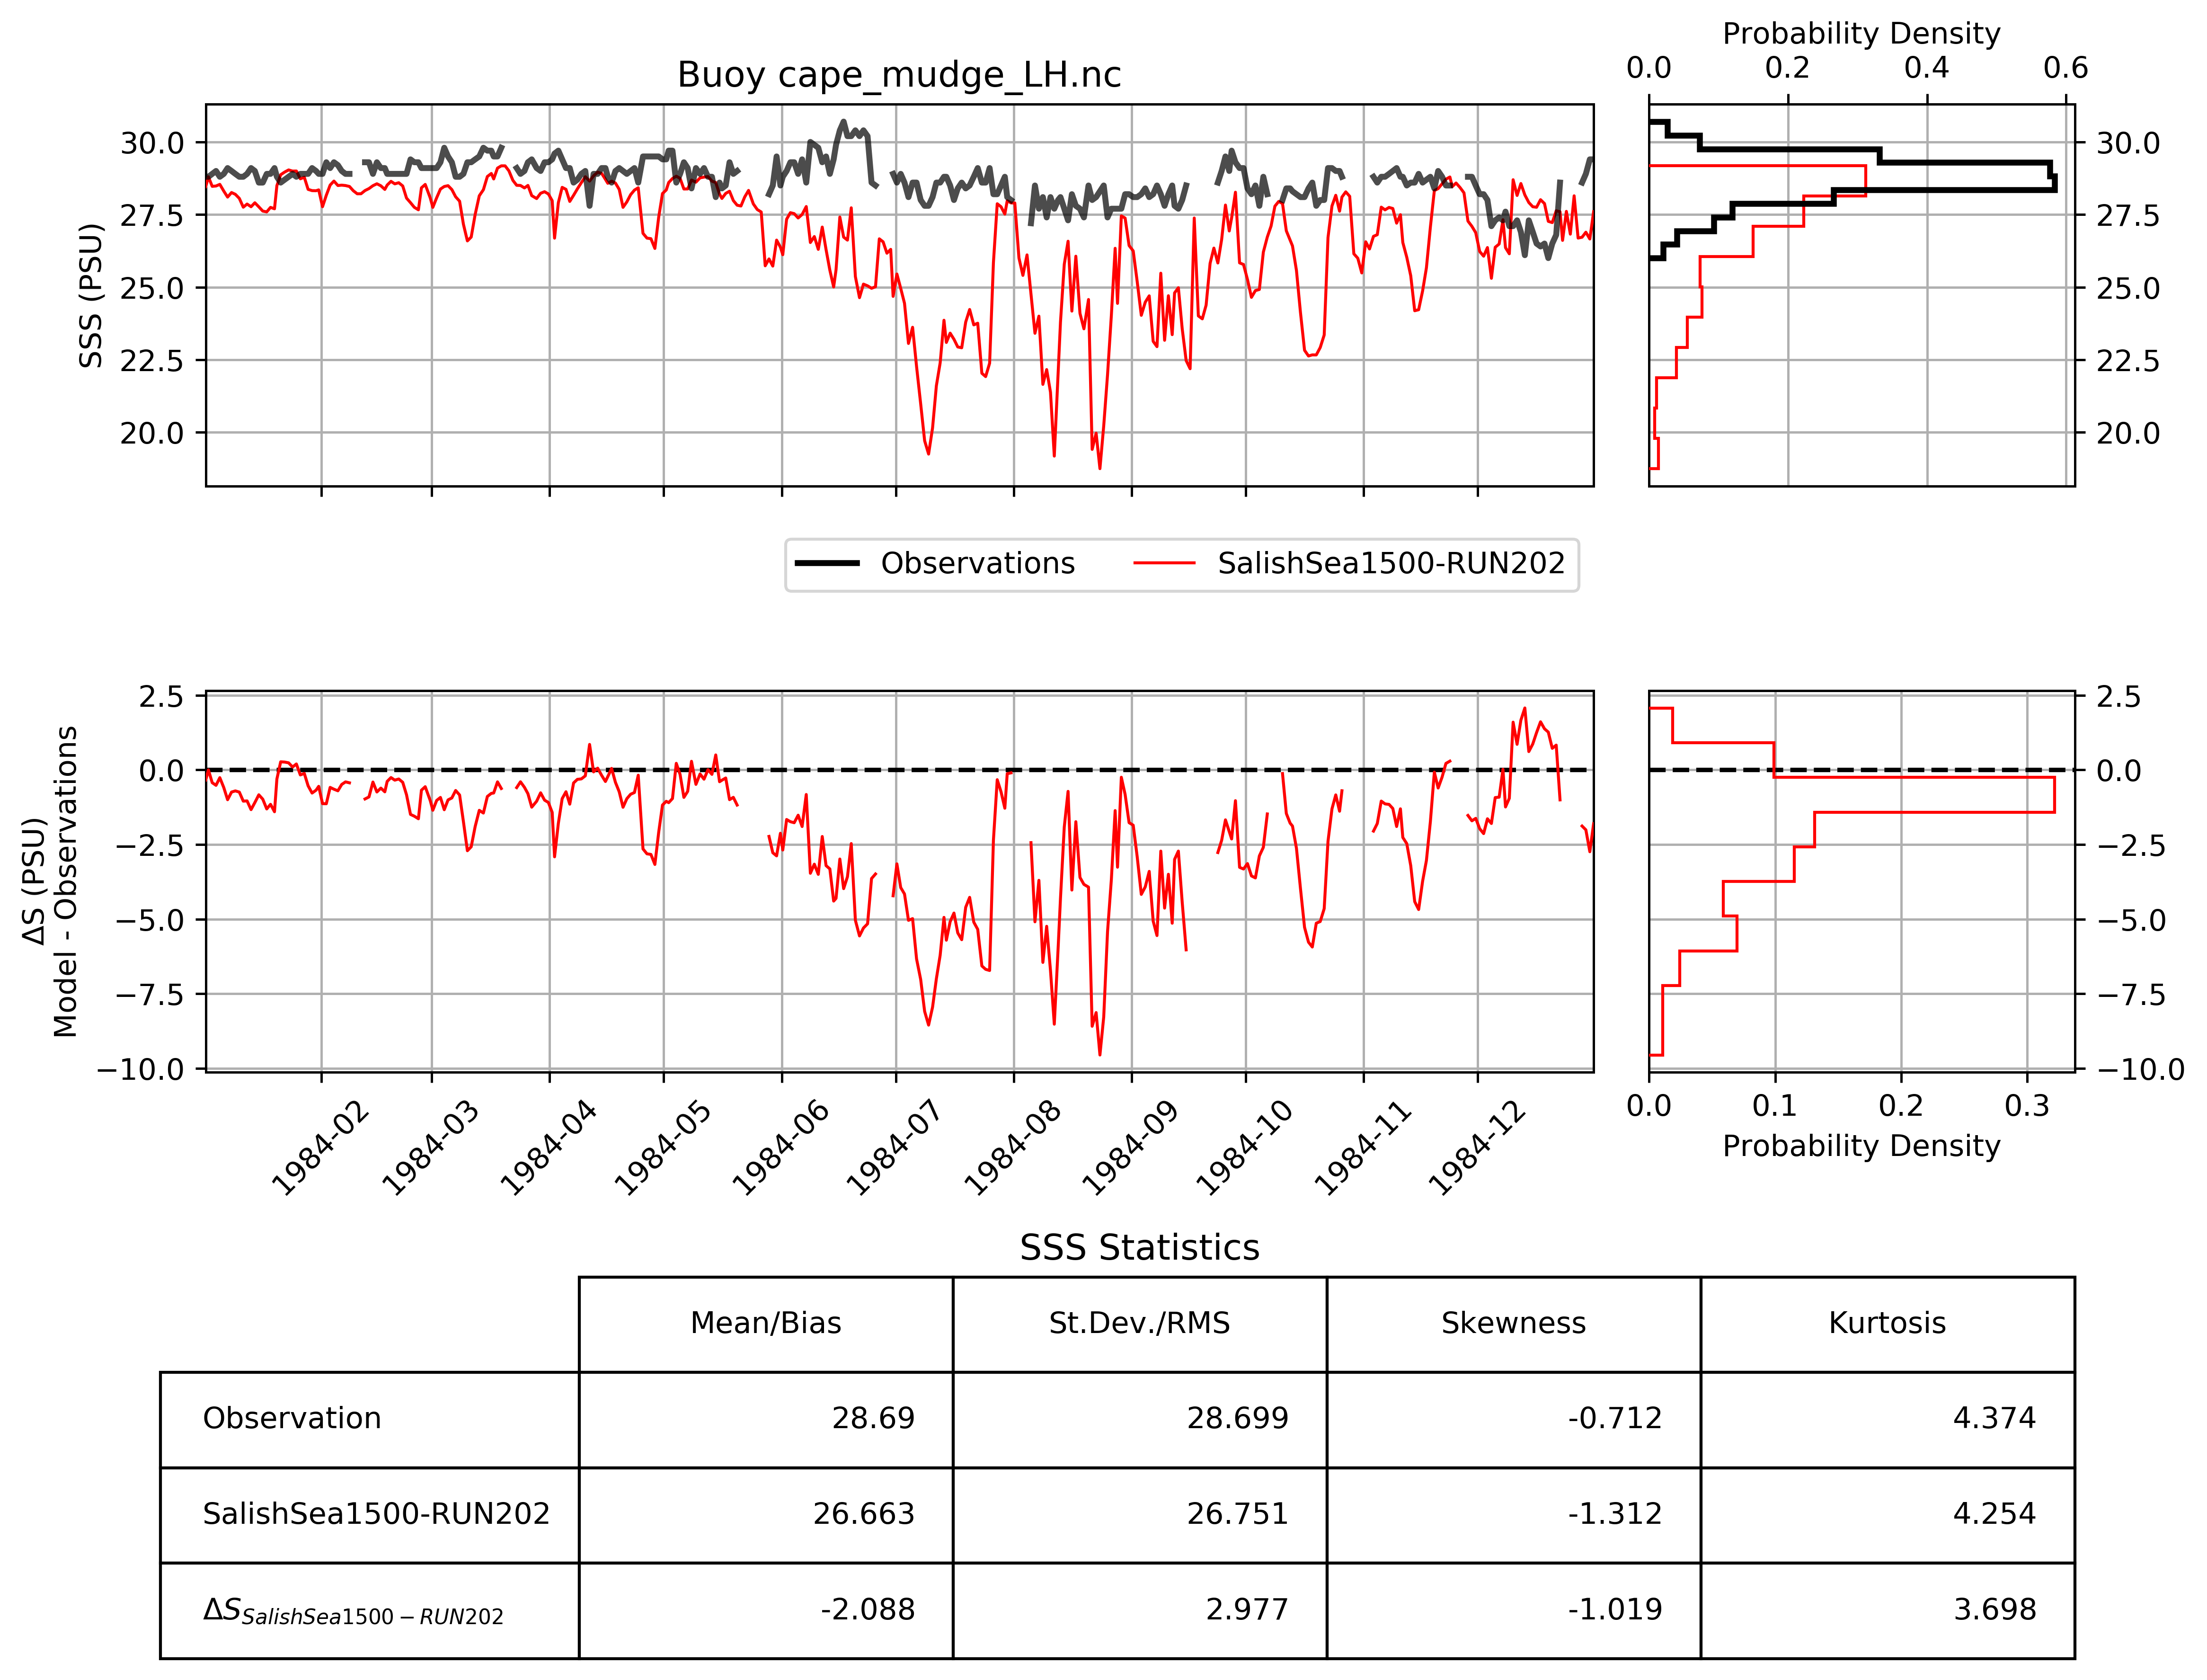 Probability Density
0.0 0.2 0.4 0.6
Buoy cape_mudge_LH.nc
SSS (PSU)
30.0
27.5
25.0
22.5
20.0
30.0
27.5
25.0
22.5
20.0
Observations SalishSea1500-RUN202
ΔS (PSU)
Model - Observations
2.5
0.0
−2.5
−5.0
−7.5
−10.0
2.5
0.0
−2.5
−5.0
−7.5
−10.0
1984-02 1984-03 1984-04 1984-05 1984-06 1984-07 1984-08 1984-09 1984-10 1984-11 1984-12
0.0 0.1 0.2 0.3
Probability Density
SSS Statistics
Mean/Bias St.Dev./RMS Skewness Kurtosis
Observation 28.69 28.699 -0.712 4.374
SalishSea1500-RUN202 26.663 26.751 -1.312 4.254
ΔS SalishSea1500−RUN202 -2.088 2.977 -1.019 3.698